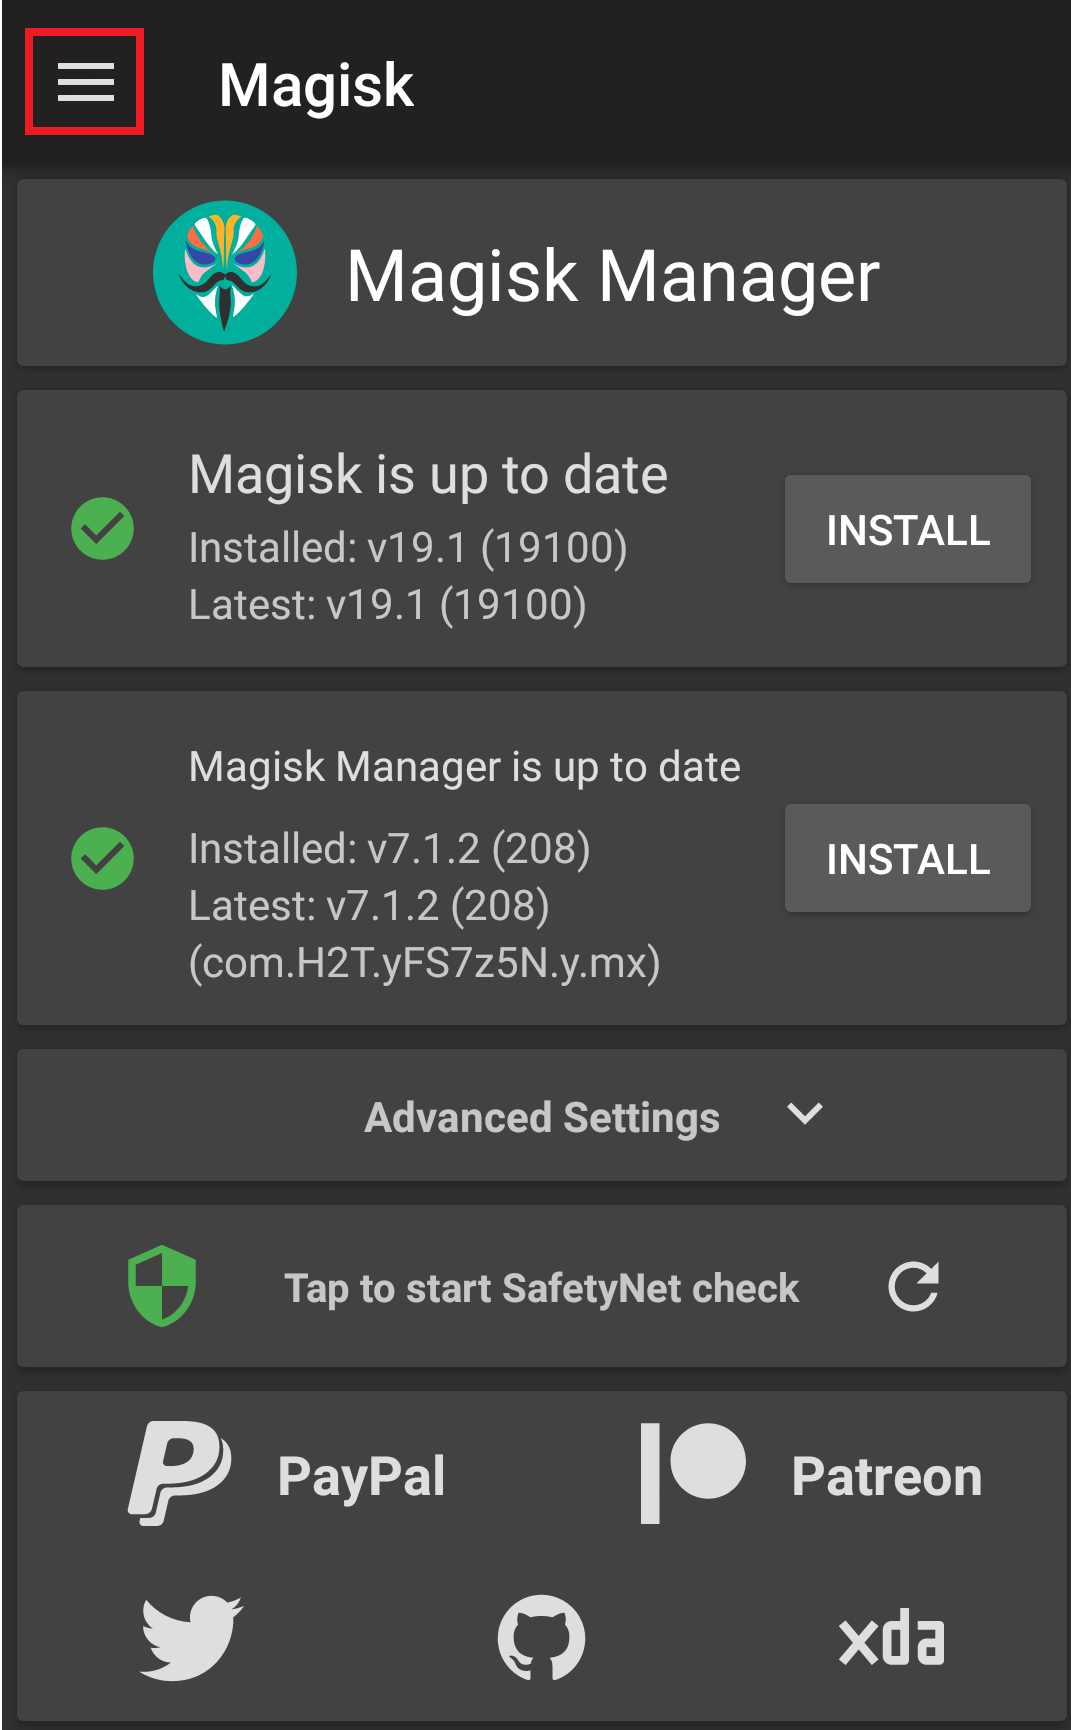 Magisk
Magisk Manager
Magisk is up to date
Installed: v19.1 (19100)
Latest: v19.1 (19100)
INSTALL
Magisk Manager is up to date
Installed: v7.1.2 (208)
Latest: v7.1.2 (208)
(com.H2T.yFS7z5N.y.mx)
INSTALL
Advanced Settings
Tap to start SafetyNet check
PayPal
Patreon
xda